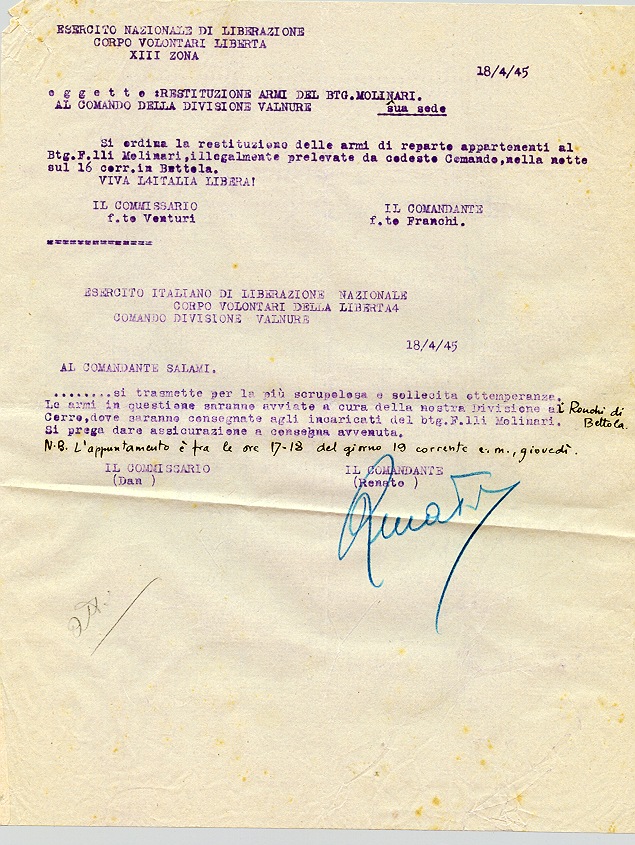 ESERCITO NAZIONALE DI LIBERAZIONE
CORPO VOLONTARI LIBERTA
XIII ZONA
18/4/45
o g g e t t o :RESTITUZIONE ARMI DEL BTG.MOLINARI.
AL COMANDO DELLA DIVISIONE VALNURE sua sede
Si ordina la restituzione delle armi di reparto appartenenti al
Btg.F.lli Molinari,illegalmente prelevate da codesto Comando,nella notte
sul 16 corr.in Bettola.
VIVA L4ITALIA LIBERA!
IL COMMISSARIO IL COMANDANTE
f.to Venturi f.to Franchi.
ESERCITO ITALIANO DI LIBERAZIONE NAZIONALE
CORPO VOLONTARI DELLA LIBERTA4
COMANDO DIVISIONE VALNURE
18/4/45
AL COMANDANTE SALAMI.
.........si trasmette per la più scrupolosa e sollecita ottemperanza.
Le armi in questione saranno avviate a cura della nostra Divisione ai Ronchi di Bettola.
Cerro,dove saranno consegnate agli incaricati del btg.F.lli Molinari.
Si prega dare assicurazione a consegna avvenuta.
N.B. L'appuntamento è fra le ore 17-18 del giorno 19 corrente e.m., giovedì.
IL COMMISSARIO IL COMANDANTE
(Dan ) (Renato )
Renato